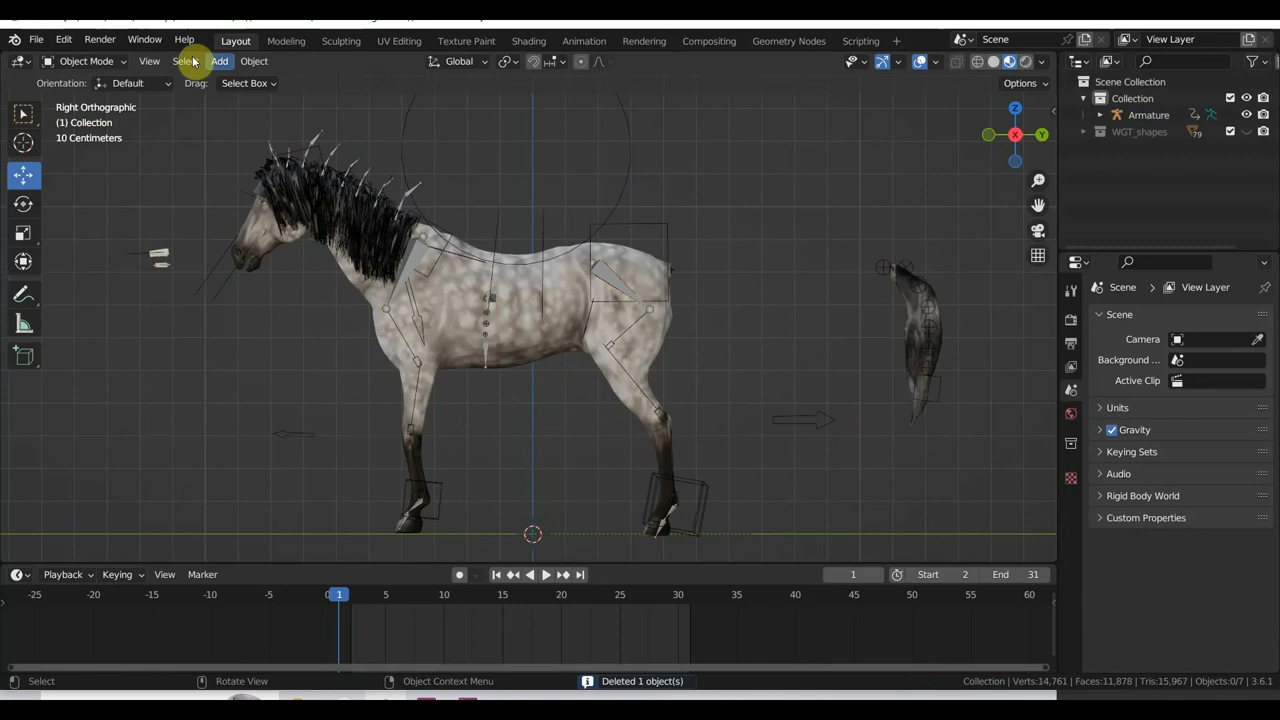 File Edit Render Window Help Layout Modeling Sculpting UV Editing Texture Paint Shading Animation Rendering Compositing Geometry Nodes Scripting + Scene View Layer
Object Mode View Select Add Object Global
Orientation: Default Drag: Select Box Options
Right Orthographic
(1) Collection
10 Centimeters
X
Y
Z
Scene Collection
Collection
Armature
WGT_shapes 79
Scene > View Layer
Scene
Camera
Background ...
Active Clip
Units
Gravity
Keying Sets
Audio
Rigid Body World
Custom Properties
Playback Keying View Marker 1 Start 2 End 31
-25 -20 -15 -10 -5 0 1 5 10 15 20 25 30 35 40 45 50 55 60
Select Rotate View Object Context Menu Deleted 1 object(s) Collection | Verts:14,761 | Faces:11,878 | Tris:15,967 | Objects:0/7 | 3.6.1